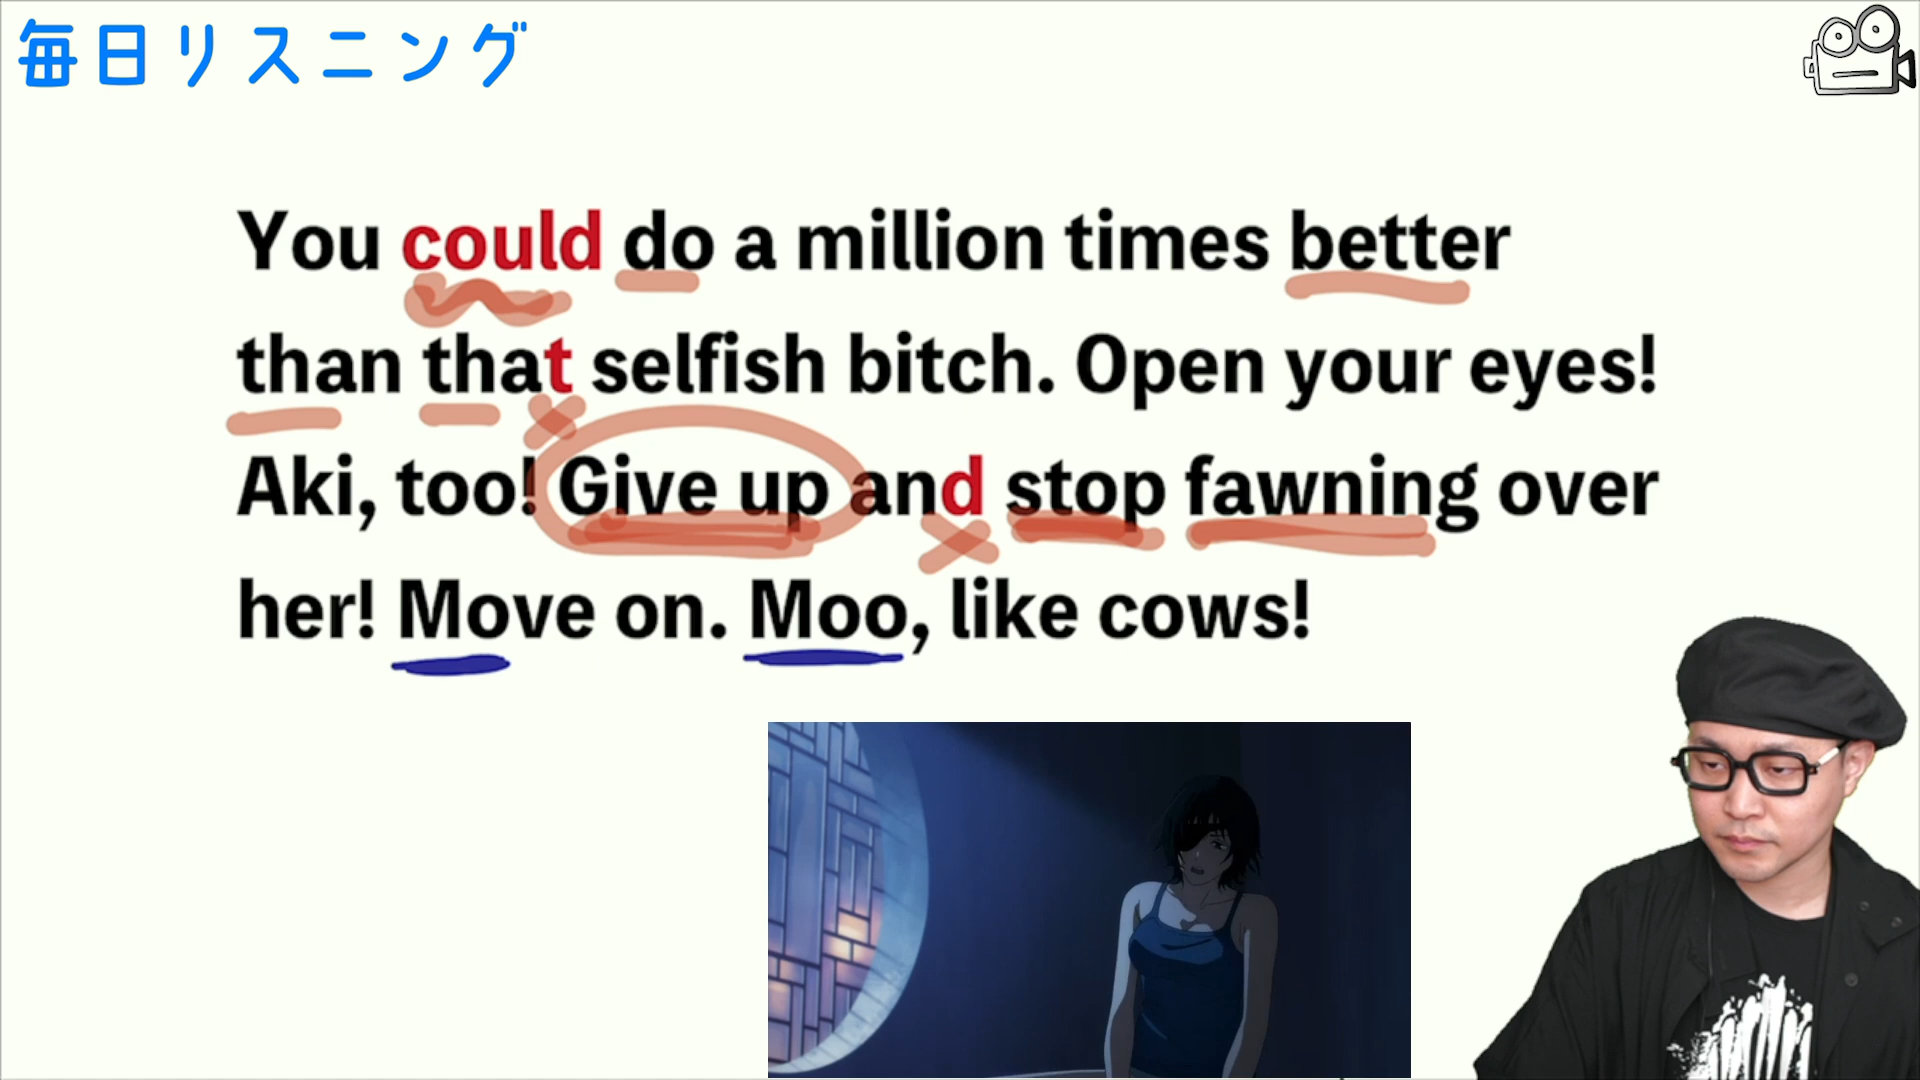 毎日リスニング
You could do a million times better
than that selfish bitch. Open your eyes!
Aki, too! Give up and stop fawning over
her! Move on. Moo, like cows!